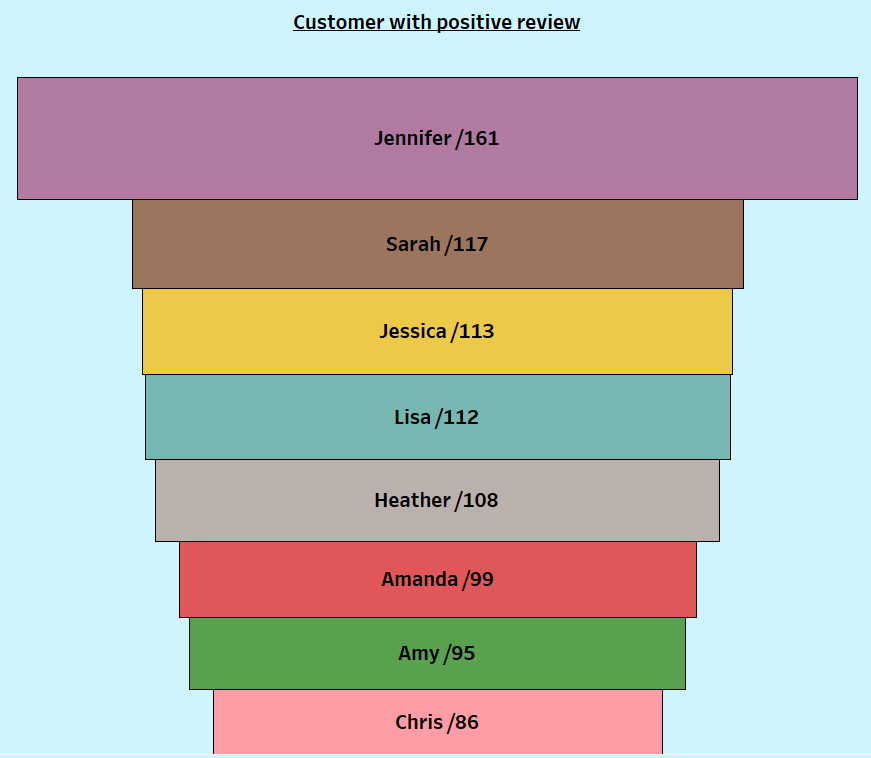 Customer with positive review
Jennifer /161
Sarah /117
Jessica /113
Lisa /112
Heather /108
Amanda /99
Amy /95
Chris /86